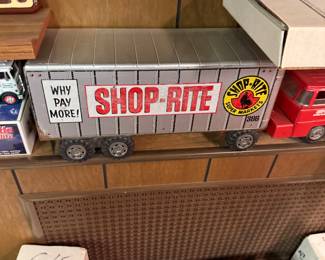 WHY
PAY
MORE!
SHOP-RITE
SHOP-RITE
SUPER MARKETS